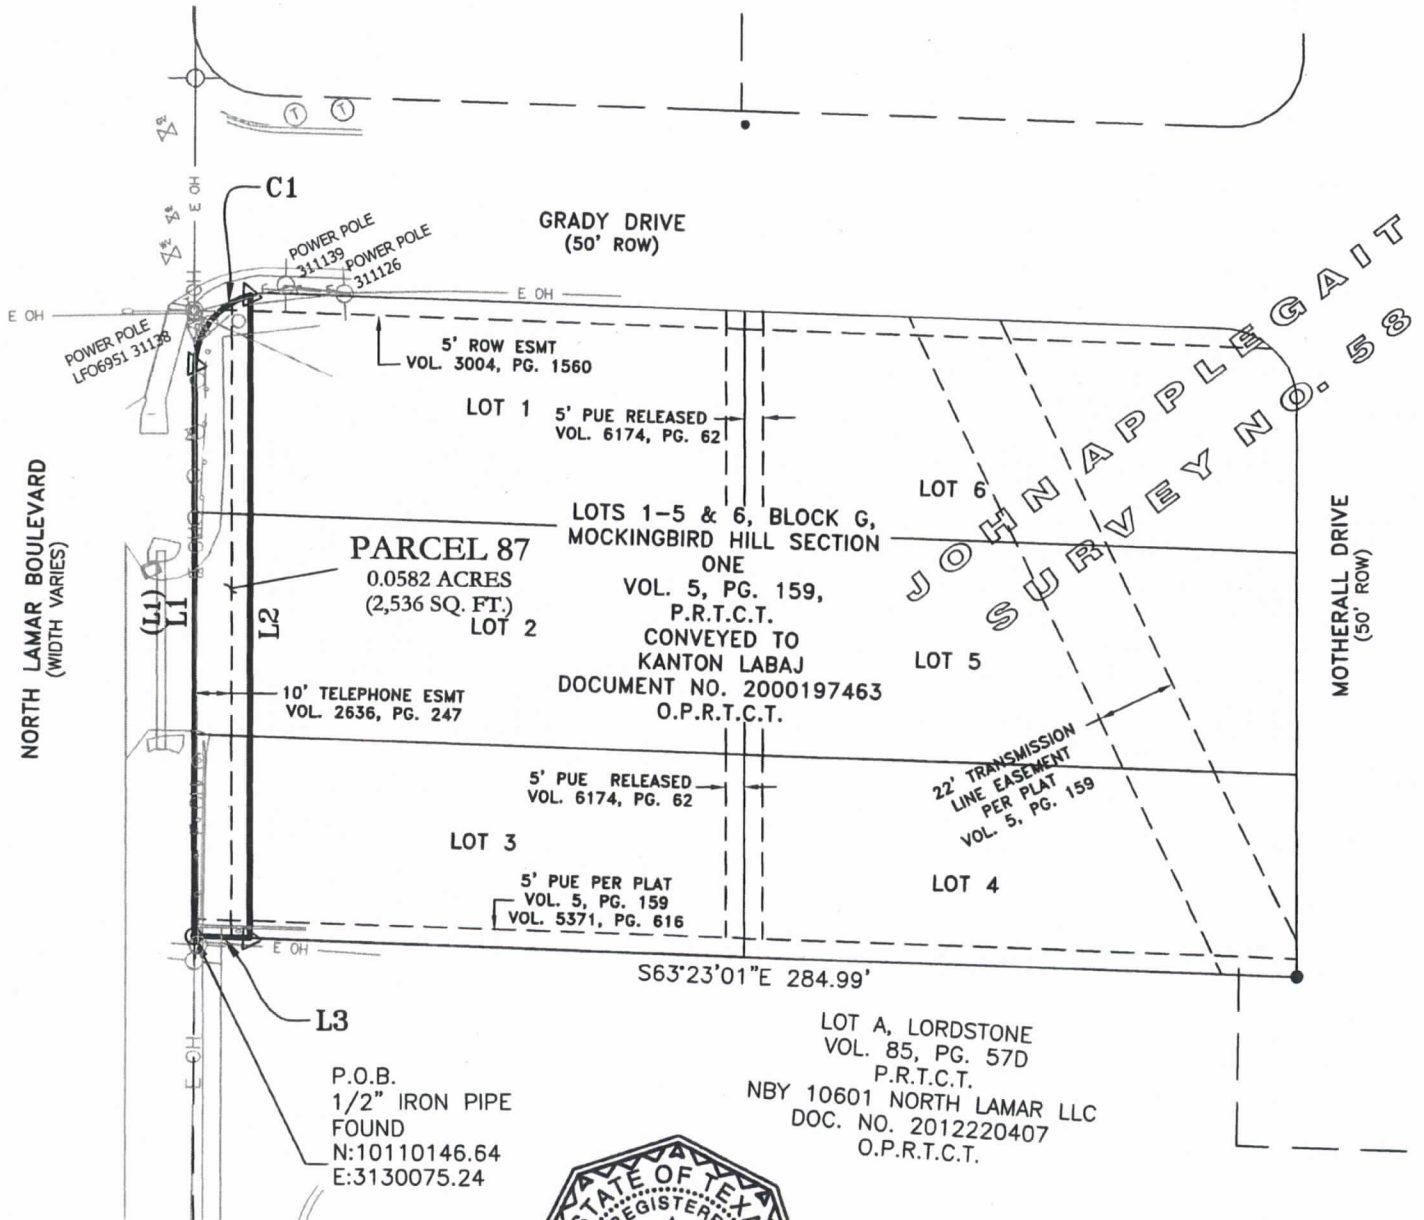 C1
GRADY DRIVE
(50' ROW)
POWER POLE
311139
POWER POLE
311126
E OH
E OH
E OH
POWER POLE
LF06951 31138
5' ROW ESMT
VOL. 3004, PG. 1560
LOT 1
5' PUE RELEASED
VOL. 6174, PG. 62
JOHN APPLEGAIT
SURVEY NO. 58
LOT 6
NORTH LAMAR BOULEVARD
(WIDTH VARIES)
MOTHERALL DRIVE
(50' ROW)
LOTS 1-5 & 6, BLOCK G,
MOCKINGBIRD HILL SECTION
ONE
VOL. 5, PG. 159,
P.R.T.C.T.
CONVEYED TO
KANTON LABAJ
DOCUMENT NO. 2000197463
O.P.R.T.C.T.
PARCEL 87
0.0582 ACRES
(2,536 SQ. FT.)
LOT 2
(L1)
L1
L2
LOT 5
10' TELEPHONE ESMT
VOL. 2636, PG. 247
22' TRANSMISSION
LINE EASEMENT
PER PLAT
VOL. 5, PG. 159
5' PUE RELEASED
VOL. 6174, PG. 62
LOT 3
LOT 4
5' PUE PER PLAT
VOL. 5, PG. 159
VOL. 5371, PG. 616
E OH
S63°23'01"E 284.99'
L3
E OH
LOT A, LORDSTONE
VOL. 85, PG. 57D
P.R.T.C.T.
NBY 10601 NORTH LAMAR LLC
DOC. NO. 2012220407
O.P.R.T.C.T.
P.O.B.
1/2" IRON PIPE
FOUND
N:10110146.64
E:3130075.24
STATE OF TEXA
REGISTERE